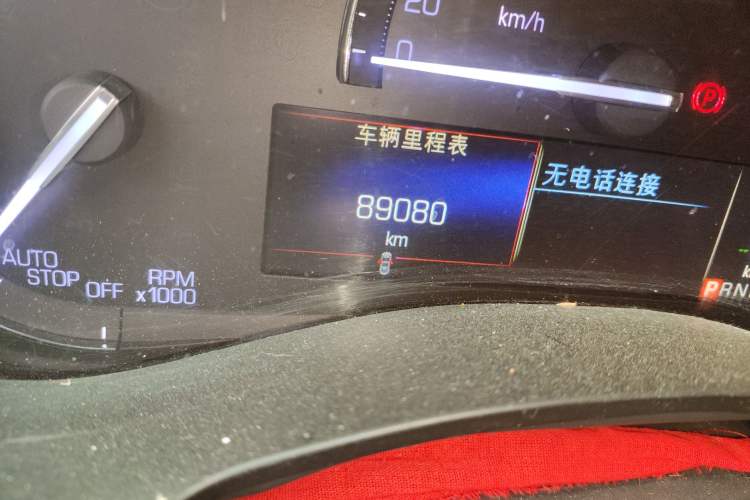 20
km/h
0
P
车辆里程表
89080
km
无电话连接
AUTO
STOP OFF
RPM
x1000
PRN